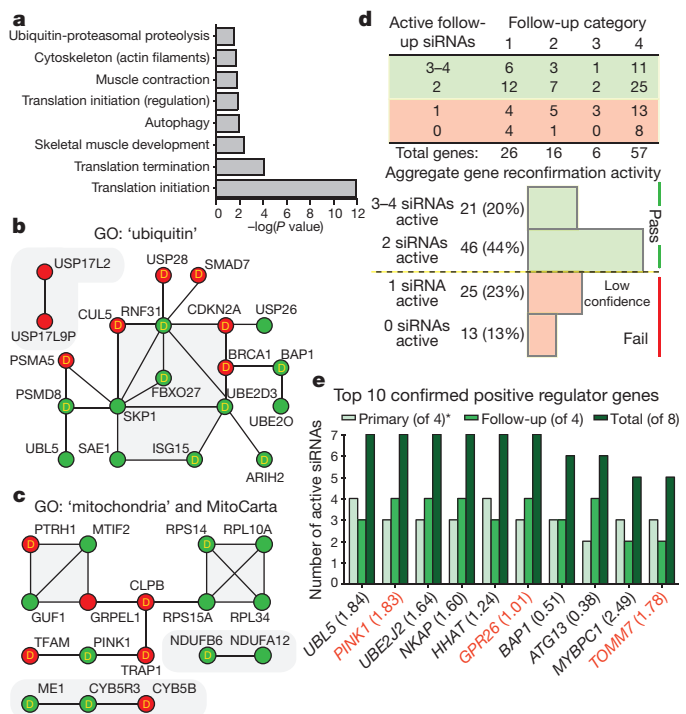 a
Ubiquitin-proteasomal proteolysis
Cytoskeleton (actin filaments)
Muscle contraction
Translation initiation (regulation)
Autophagy
Skeletal muscle development
Translation termination
Translation initiation
0 2 4 6 8 10 12
–log(P value)
b
GO: 'ubiquitin'
USP17L2
USP28
SMAD7
CUL5
RNF31
CDKN2A
USP26
USP17L9P
PSMA5
BRCA1
BAP1
FBXO27
UBE2D3
PSMD8
SKP1
UBE2O
UBL5
SAE1
ISG15
ARIH2
D D D D D D D D D D D D D D
c
GO: 'mitochondria' and MitoCarta
PTRH1
MTIF2
RPS14
RPL10A
CLPB
GUF1
GRPEL1
RPS15A
RPL34
TFAM
PINK1
TRAP1
NDUFB6
NDUFA12
ME1
CYB5R3
CYB5B
D D D D D D D D D D
d
Active follow-up siRNAs
Follow-up category
1 2 3 4
3–4 6 3 1 11
2 12 7 2 25
1 4 5 3 13
0 4 1 0 8
Total genes: 26 16 6 57
Aggregate gene reconfirmation activity
3–4 siRNAs active 21 (20%)
2 siRNAs active 46 (44%)
Pass
1 siRNA active 25 (23%)
Low confidence
0 siRNAs active 13 (13%)
Fail
e
Top 10 confirmed positive regulator genes
Primary (of 4)* Follow-up (of 4) Total (of 8)
Number of active siRNAs
7
6
5
4
3
2
1
0
UBL5 (1.84)
PINK1 (1.83)
UBE2J2 (1.64)
NKAP (1.60)
HHAT (1.24)
GPR26 (1.01)
BAP1 (0.51)
ATG13 (0.38)
MYBPC1 (2.49)
TOMM7 (1.78)